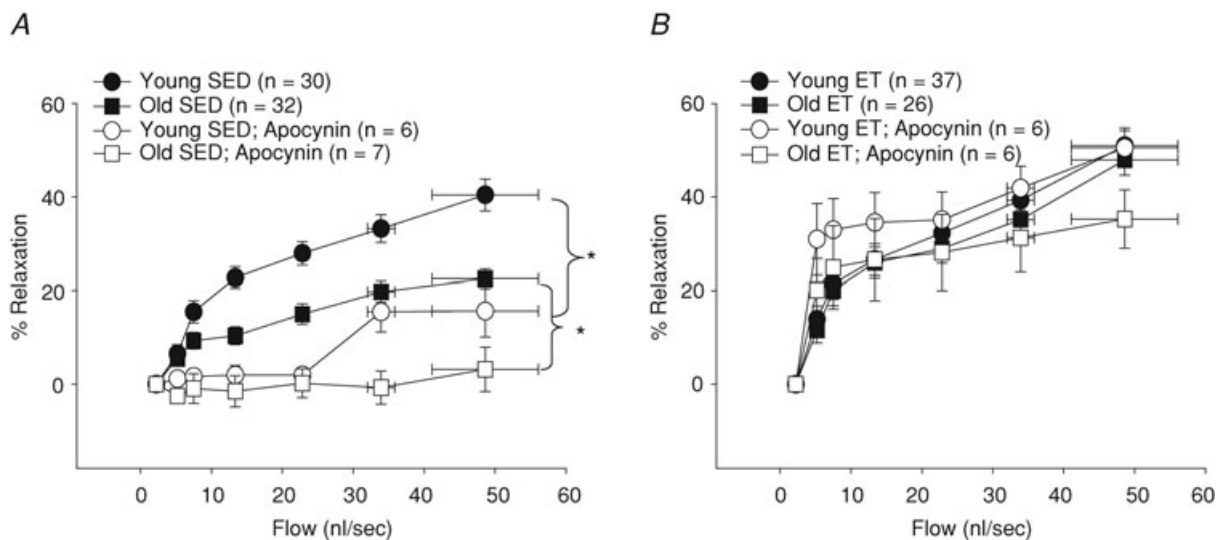 A
Young SED (n = 30)
Old SED (n = 32)
Young SED; Apocynin (n = 6)
Old SED; Apocynin (n = 7)
60
40
20
0
% Relaxation
*
*
0 10 20 30 40 50 60
Flow (nl/sec)
B
Young ET (n = 37)
Old ET (n = 26)
Young ET; Apocynin (n = 6)
Old ET; Apocynin (n = 6)
60
40
20
0
% Relaxation
0 10 20 30 40 50 60
Flow (nl/sec)